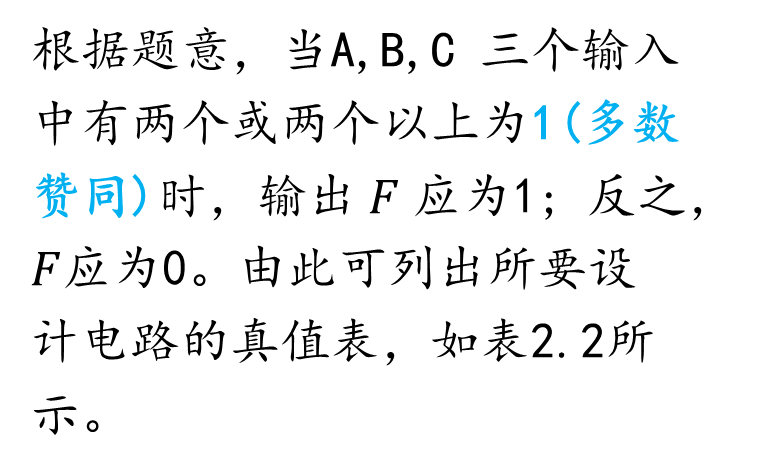 根据题意，当A,B,C 三个输入
中有两个或两个以上为1(多数
赞同)时，输出 F 应为1；反之，
F应为0。由此可列出所要设
计电路的真值表，如表2.2所
示。